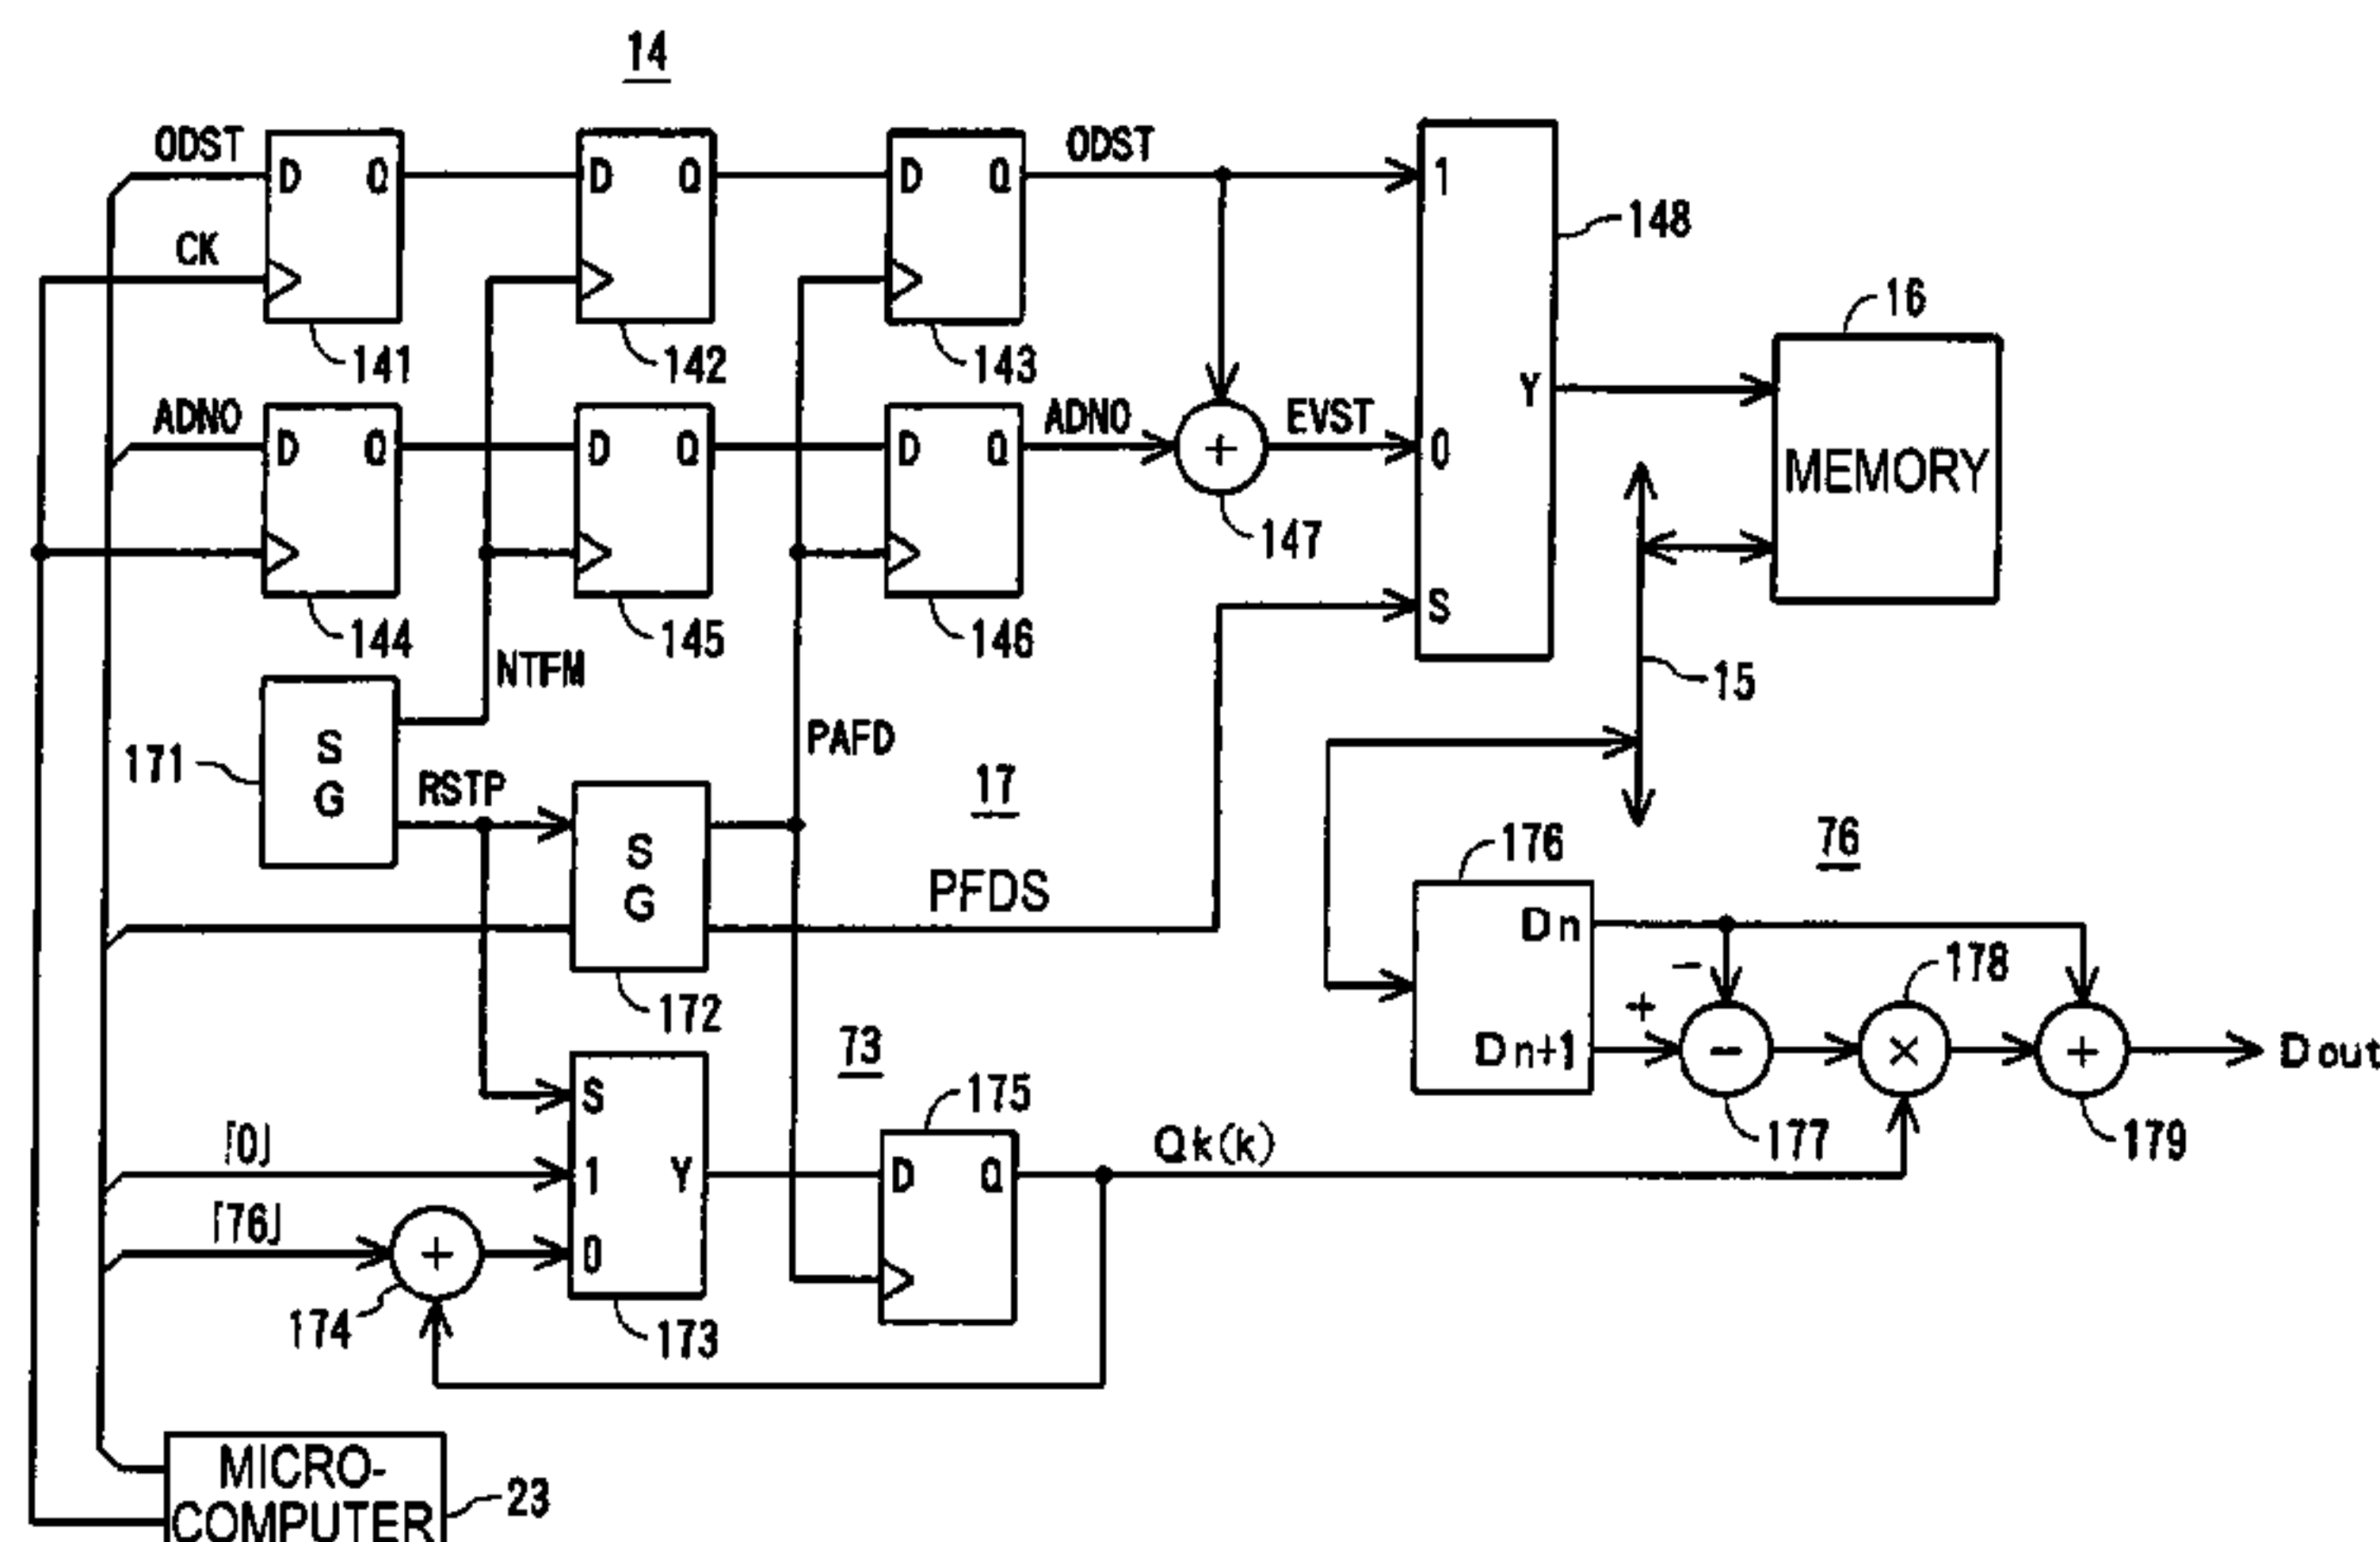 14
ODST
D Q
D Q
D Q
ODST
1
148
CK
16
141
142
143
ADNO
D Q
D Q
D Q
ADNO
+
EVST
0
Y
MEMORY
147
S
144
145
146
NTFM
15
171
S
G
PAFD
RSTP
17
S
G
PFDS
176
76
172
Dn
−
178
73
+
S
Dn+1
−
×
+
Dout
175
「0」
1
Y
D Q
Qk(k)
177
179
「76」
+
0
174
173
MICRO-
COMPUTER
23